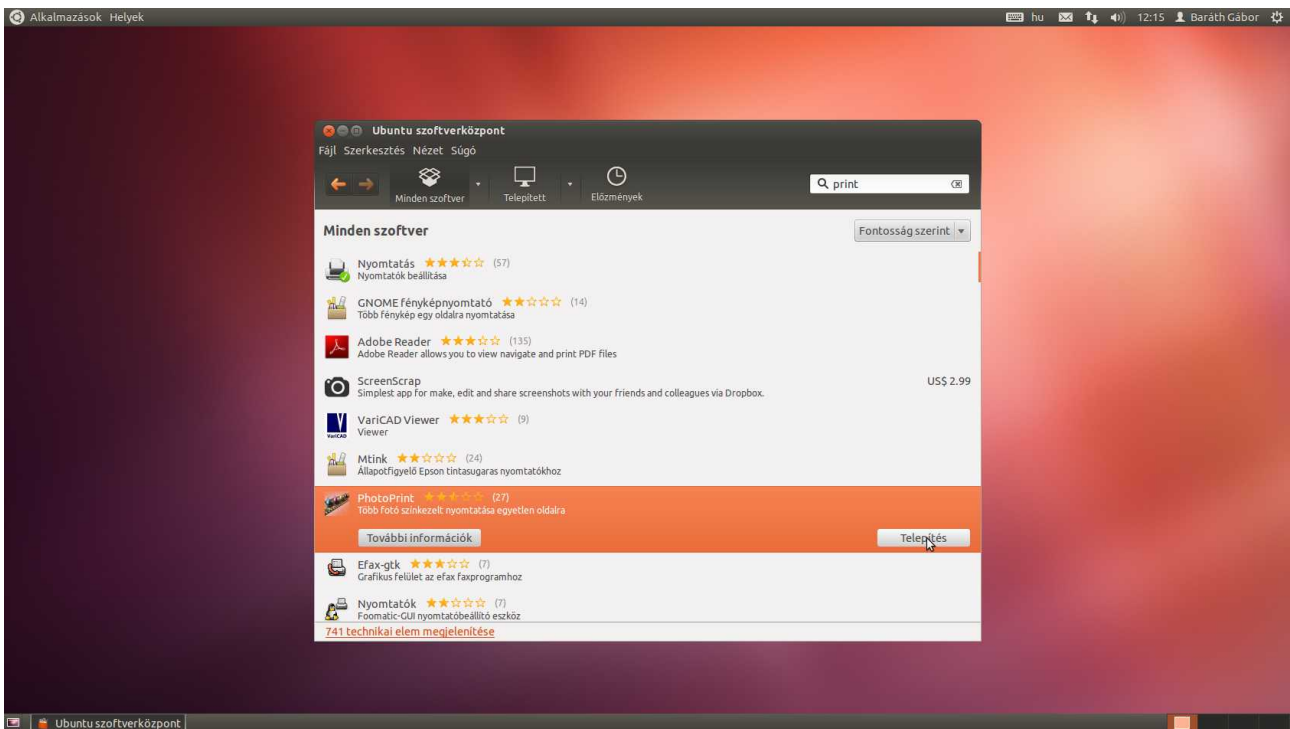 Alkalmazások Helyek
hu 12:15 Baráth Gábor
Ubuntu szoftverközpont
Fájl Szerkesztés Nézet Súgó
Minden szoftver Telepített Előzmények print
Minden szoftver Fontosság szerint
Nyomtatás (57)
Nyomtatók beállítása
GNOME fényképnyomtató (14)
Több fénykép egy oldalra nyomtatása
Adobe Reader (135)
Adobe Reader allows you to view navigate and print PDF files
ScreenScrap US$ 2.99
Simplest app for make, edit and share screenshots with your friends and colleagues via Dropbox.
VariCAD Viewer (9)
Viewer
VariCAD
Mtink (24)
Állapotfigyelő Epson tintasugaras nyomtatókhoz
PhotoPrint (27)
Több fotó színkezelt nyomtatása egyetlen oldalra
További információk Telepítés
Efax-gtk (7)
Grafikus felület az efax faxprogramhoz
Nyomtatók (7)
Foomatic-GUI nyomtatóbeállító eszköz
741 technikai elem megjelenítése
Ubuntu szoftverközpont